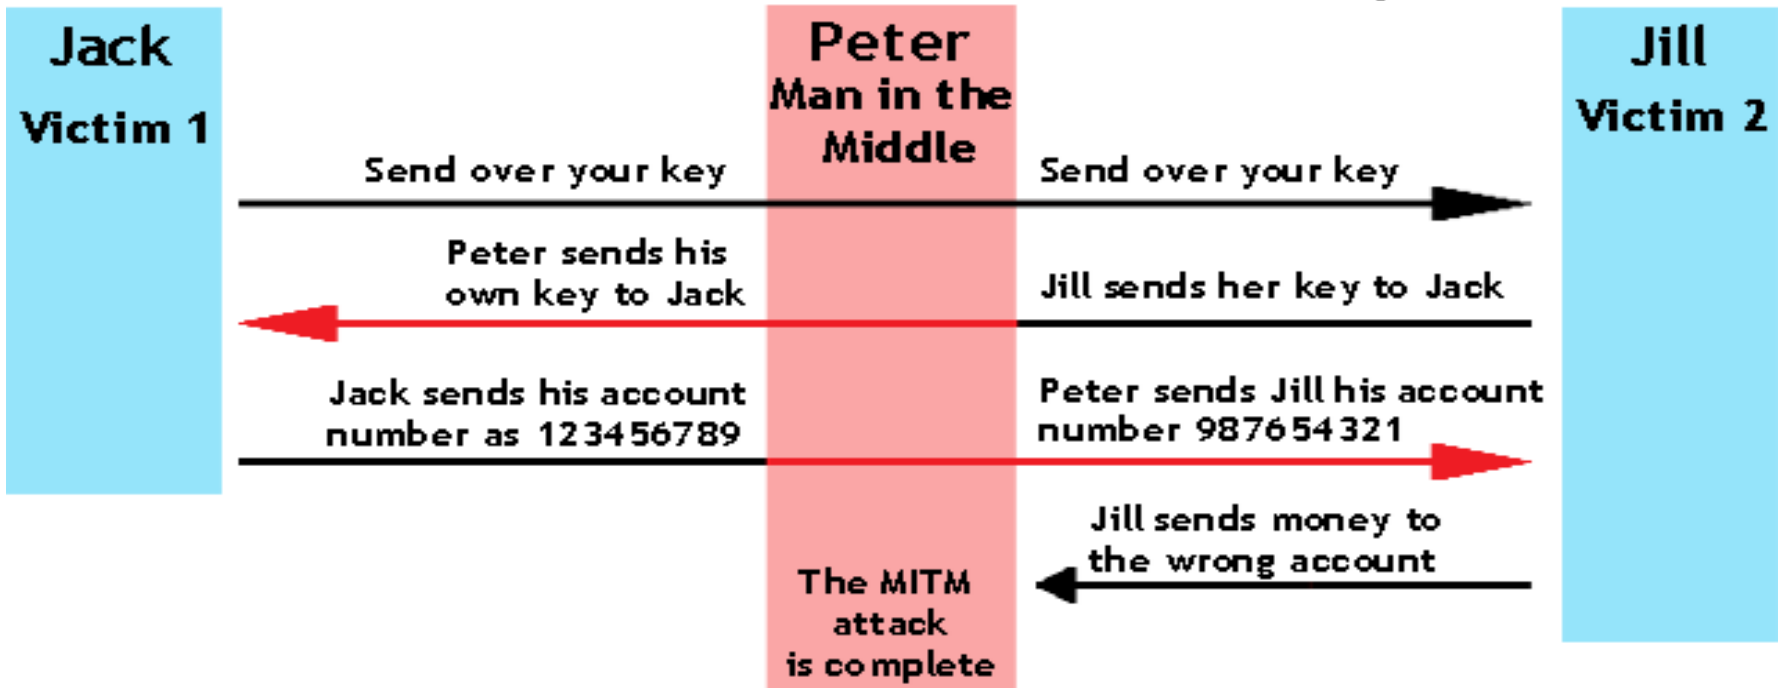 Jack
Victim 1
Peter
Man in the
Middle
Jill
Victim 2
Send over your key
Send over your key
Peter sends his
own key to Jack
Jill sends her key to Jack
Jack sends his account
number as 123456789
Peter sends Jill his account
number 987654321
Jill sends money to
the wrong account
The MITM
attack
is complete